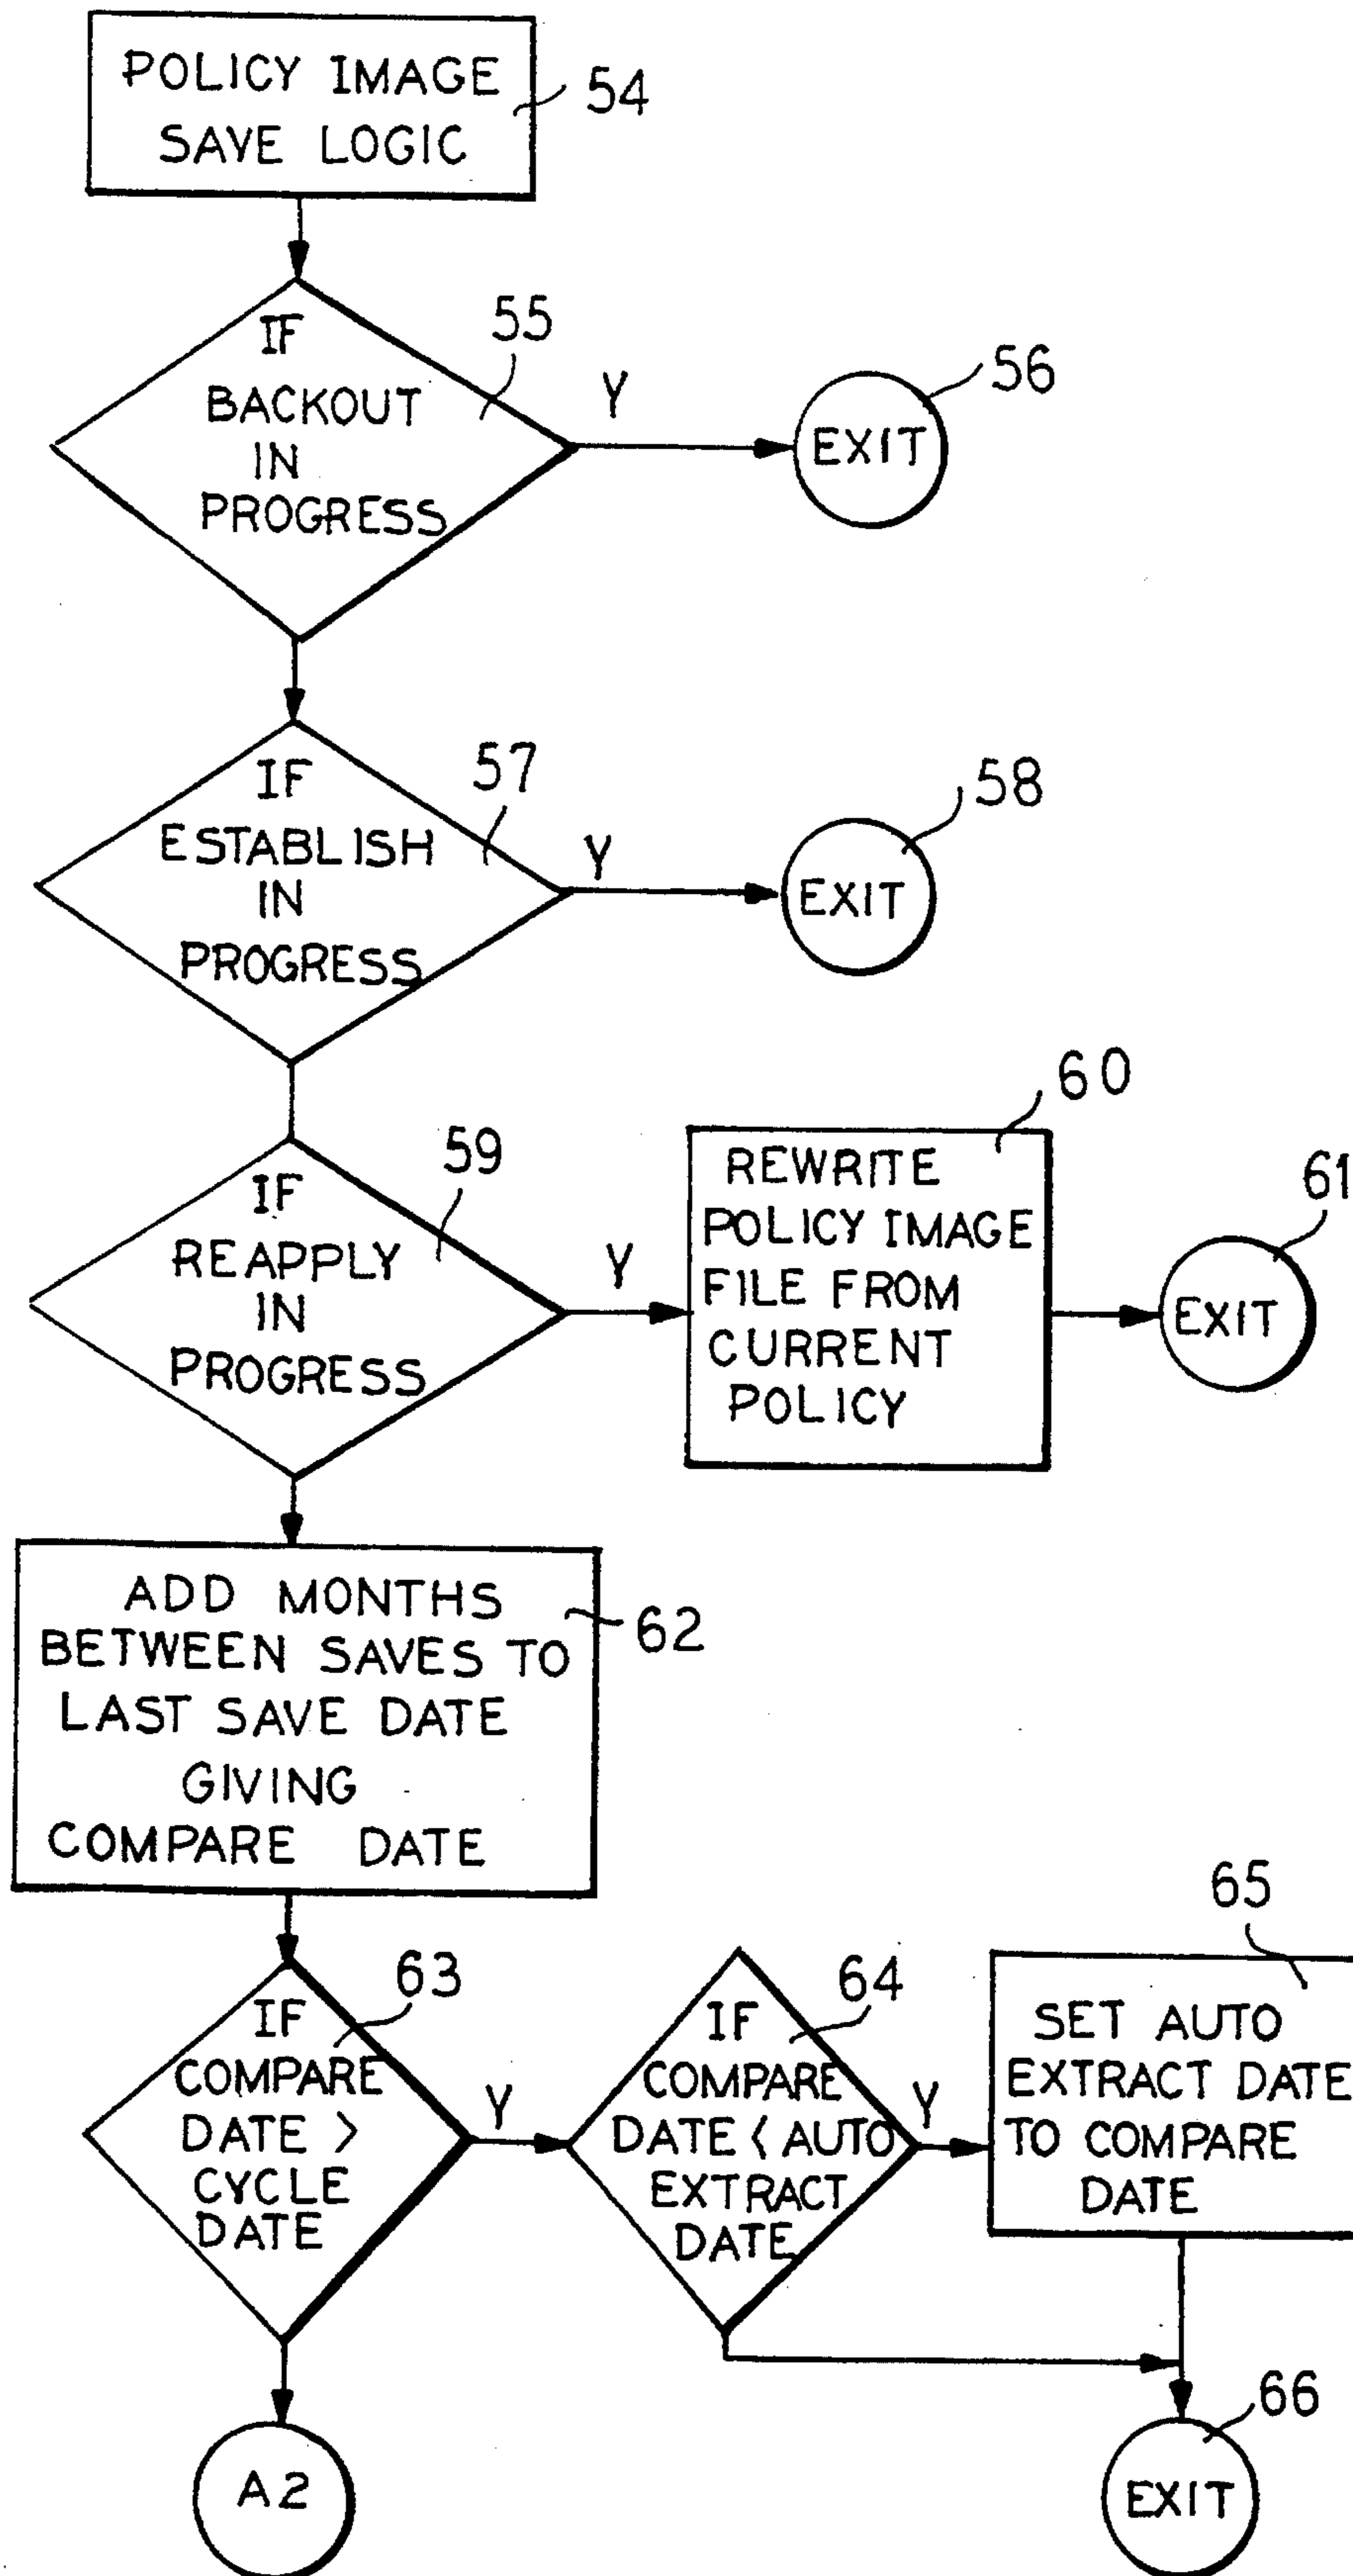 POLICY IMAGE
SAVE LOGIC
54
IF
BACKOUT
IN
PROGRESS
55
Y
EXIT
56
IF
ESTABLISH
IN
PROGRESS
57
Y
EXIT
58
IF
REAPPLY
IN
PROGRESS
59
Y
REWRITE
POLICY IMAGE
FILE FROM
CURRENT
POLICY
60
EXIT
61
ADD MONTHS
BETWEEN SAVES TO
LAST SAVE DATE
GIVING
COMPARE DATE
62
IF
COMPARE
DATE >
CYCLE
DATE
63
Y
IF
COMPARE
DATE < AUTO
EXTRACT
DATE
64
Y
SET AUTO
EXTRACT DATE
TO COMPARE
DATE
65
A2
EXIT
66